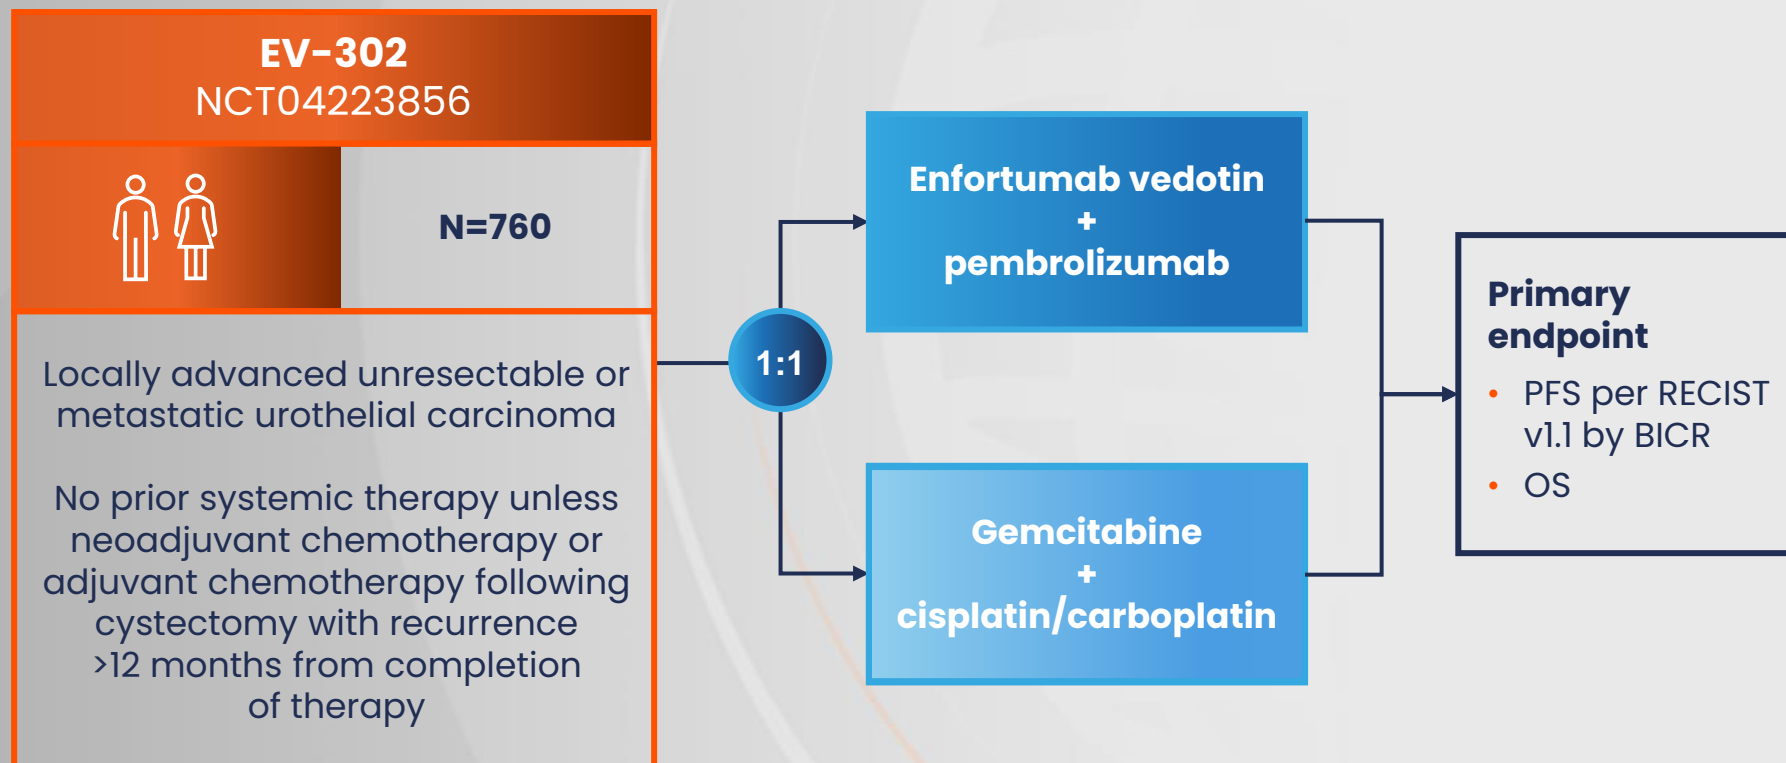 EV-302
NCT04223856
N=760
Locally advanced unresectable or
metastatic urothelial carcinoma
No prior systemic therapy unless
neoadjuvant chemotherapy or
adjuvant chemotherapy following
cystectomy with recurrence
>12 months from completion
of therapy
1:1
Enfortumab vedotin
+
pembrolizumab
Gemcitabine
+
cisplatin/carboplatin
Primary
endpoint
• PFS per RECIST
v1.1 by BICR
• OS